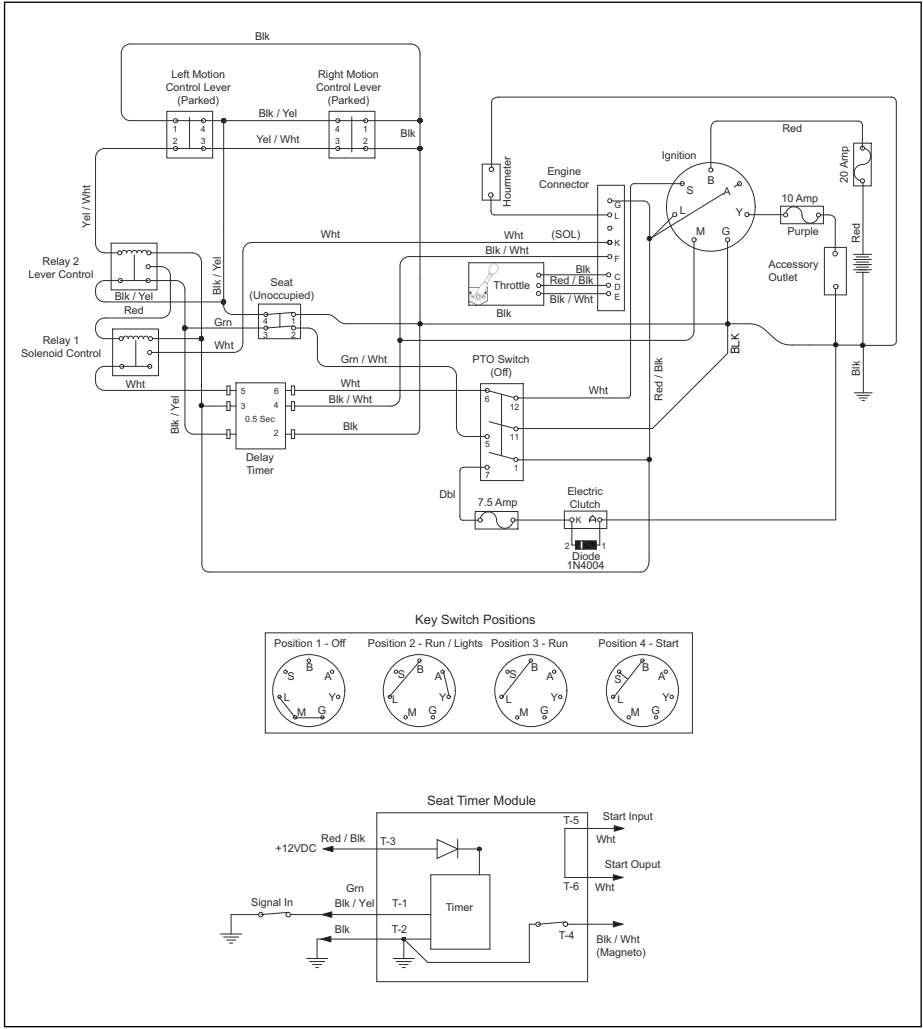 Blk
Left Motion
Control Lever
(Parked)
Right Motion
Control Lever
(Parked)
1 4
2 3
Blk / Yel
Yel / Wht
4 1
3 2
Blk
Yel / Wht
Blk / Yel
Hourmeter
Engine
Connector
G
L
K
F
C
D
E
Ignition
B
S
A
L
Y
M
G
Red
20 Amp
10 Amp
Purple
Red
Accessory
Outlet
Wht
Wht
(SOL)
Blk / Wht
Throttle
Blk
Red / Blk
Blk / Wht
Blk
Relay 2
Lever Control
Blk / Yel
Red
Seat
(Unoccupied)
4 1
3 2
Grn
Relay 1
Solenoid Control
Wht
Wht
Grn / Wht
BLK
Blk
Red / Blk
PTO Switch
(Off)
6
12
11
5
1
7
Wht
Blk / Yel
5 6
3 4
0.5 Sec
2
Delay
Timer
Wht
Blk / Wht
Blk
Dbl
7.5 Amp
Electric
Clutch
K A
2 1
Diode
1N4004
Key Switch Positions
Position 1 - Off
Position 2 - Run / Lights
Position 3 - Run
Position 4 - Start
S B A
L Y
M G
S B A
L Y
M G
S B A
L Y
M G
S B A
L Y
M G
Seat Timer Module
T-5
Start Input
Wht
Start Ouput
T-6
Wht
+12VDC
Red / Blk
T-3
Signal In
Grn
Blk / Yel
T-1
Timer
Blk
T-2
T-4
Blk / Wht
(Magneto)